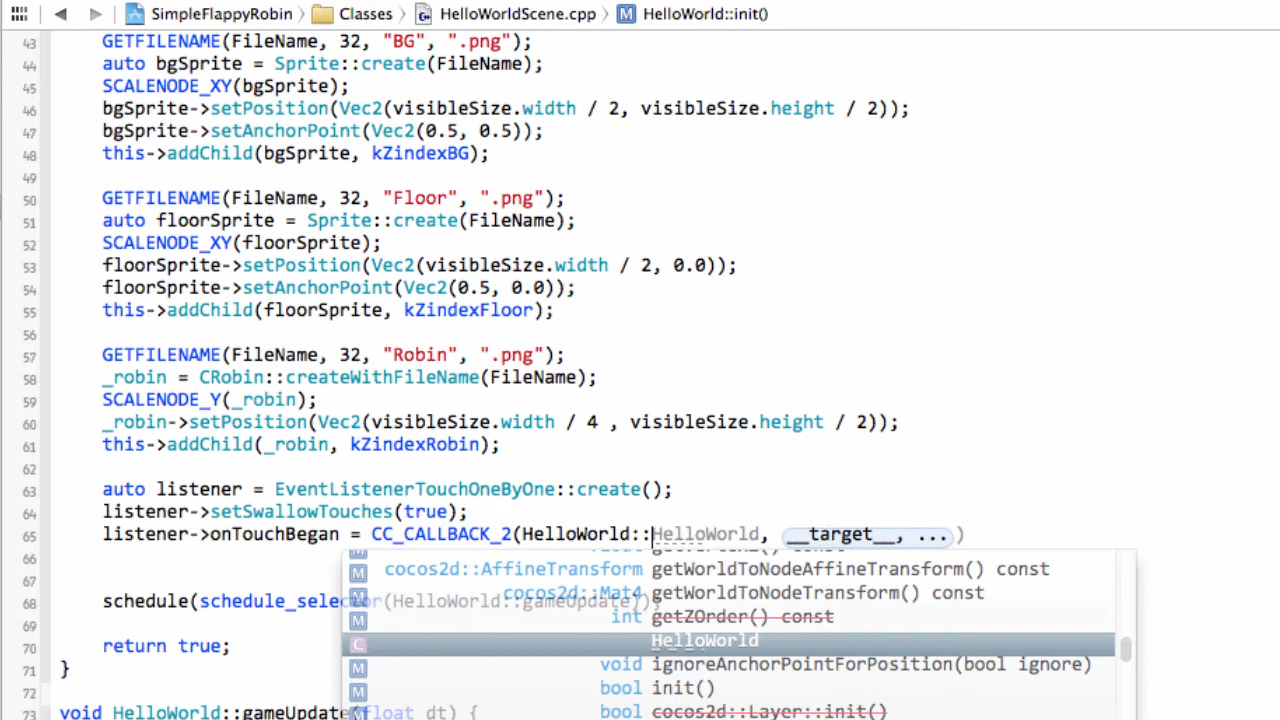 SimpleFlappyRobin Classes HelloWorldScene.cpp HelloWorld::init()
43 GETFILENAME(FileName, 32, "BG", ".png");
44 auto bgSprite = Sprite::create(FileName);
45 SCALENODE_XY(bgSprite);
46 bgSprite->setPosition(Vec2(visibleSize.width / 2, visibleSize.height / 2));
47 bgSprite->setAnchorPoint(Vec2(0.5, 0.5));
48 this->addChild(bgSprite, kZindexBG);
49
50 GETFILENAME(FileName, 32, "Floor", ".png");
51 auto floorSprite = Sprite::create(FileName);
52 SCALENODE_XY(floorSprite);
53 floorSprite->setPosition(Vec2(visibleSize.width / 2, 0.0));
54 floorSprite->setAnchorPoint(Vec2(0.5, 0.0));
55 this->addChild(floorSprite, kZindexFloor);
56
57 GETFILENAME(FileName, 32, "Robin", ".png");
58 _robin = CRobin::createWithFileName(FileName);
59 SCALENODE_Y(_robin);
60 _robin->setPosition(Vec2(visibleSize.width / 4 , visibleSize.height / 2));
61 this->addChild(_robin, kZindexRobin);
62
63 auto listener = EventListenerTouchOneByOne::create();
64 listener->setSwallowTouches(true);
65 listener->onTouchBegan = CC_CALLBACK_2(HelloWorld::HelloWorld, __target__, ...)
66
M cocos2d::AffineTransform getWorldToNodeAffineTransform() const
67
M cocos2d::Mat4 getWorldToNodeTransform() const
68 schedule(schedule_selector(HelloWorld::gameUpdate));
M int getZOrder() const
69
C HelloWorld
70 return true;
M void ignoreAnchorPointForPosition(bool ignore)
71 }
M bool init()
72
73 void HelloWorld::gameUpdate(float dt) {
M bool cocos2d::Layer::init()